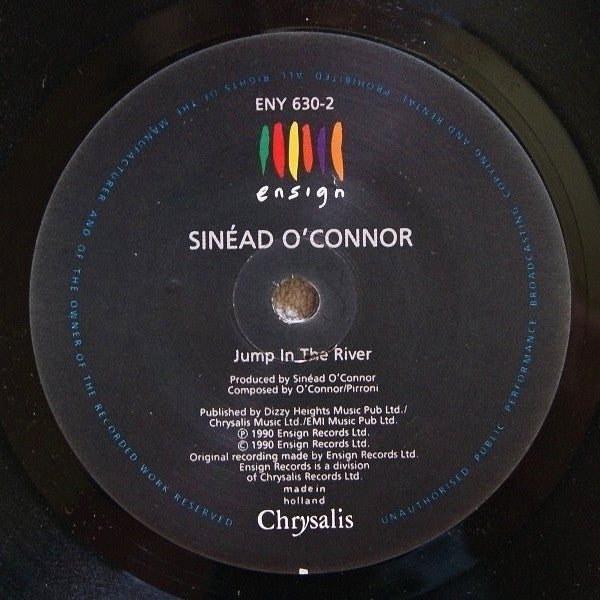 ENY 630-2
ensign
SINÉAD O'CONNOR
Jump In The River
Produced by Sinéad O'Connor
Composed by O'Connor/Pirroni
Published by Dizzy Heights Music Pub Ltd./
Chrysalis Music Ltd./EMI Music Pub Ltd.
Ⓟ 1990 Ensign Records Ltd.
© 1990 Ensign Records Ltd.
Original recording made by Ensign Records Ltd.
Ensign Records is a division
of Chrysalis Records Ltd.
made in
holland
Chrysalis
ALL RIGHTS OF THE MANUFACTURER AND OF THE OWNER OF THE RECORDED WORK RESERVED UNAUTHORISED PUBLIC PERFORMANCE BROADCASTING COPYING AND RENTAL PROHIBITED